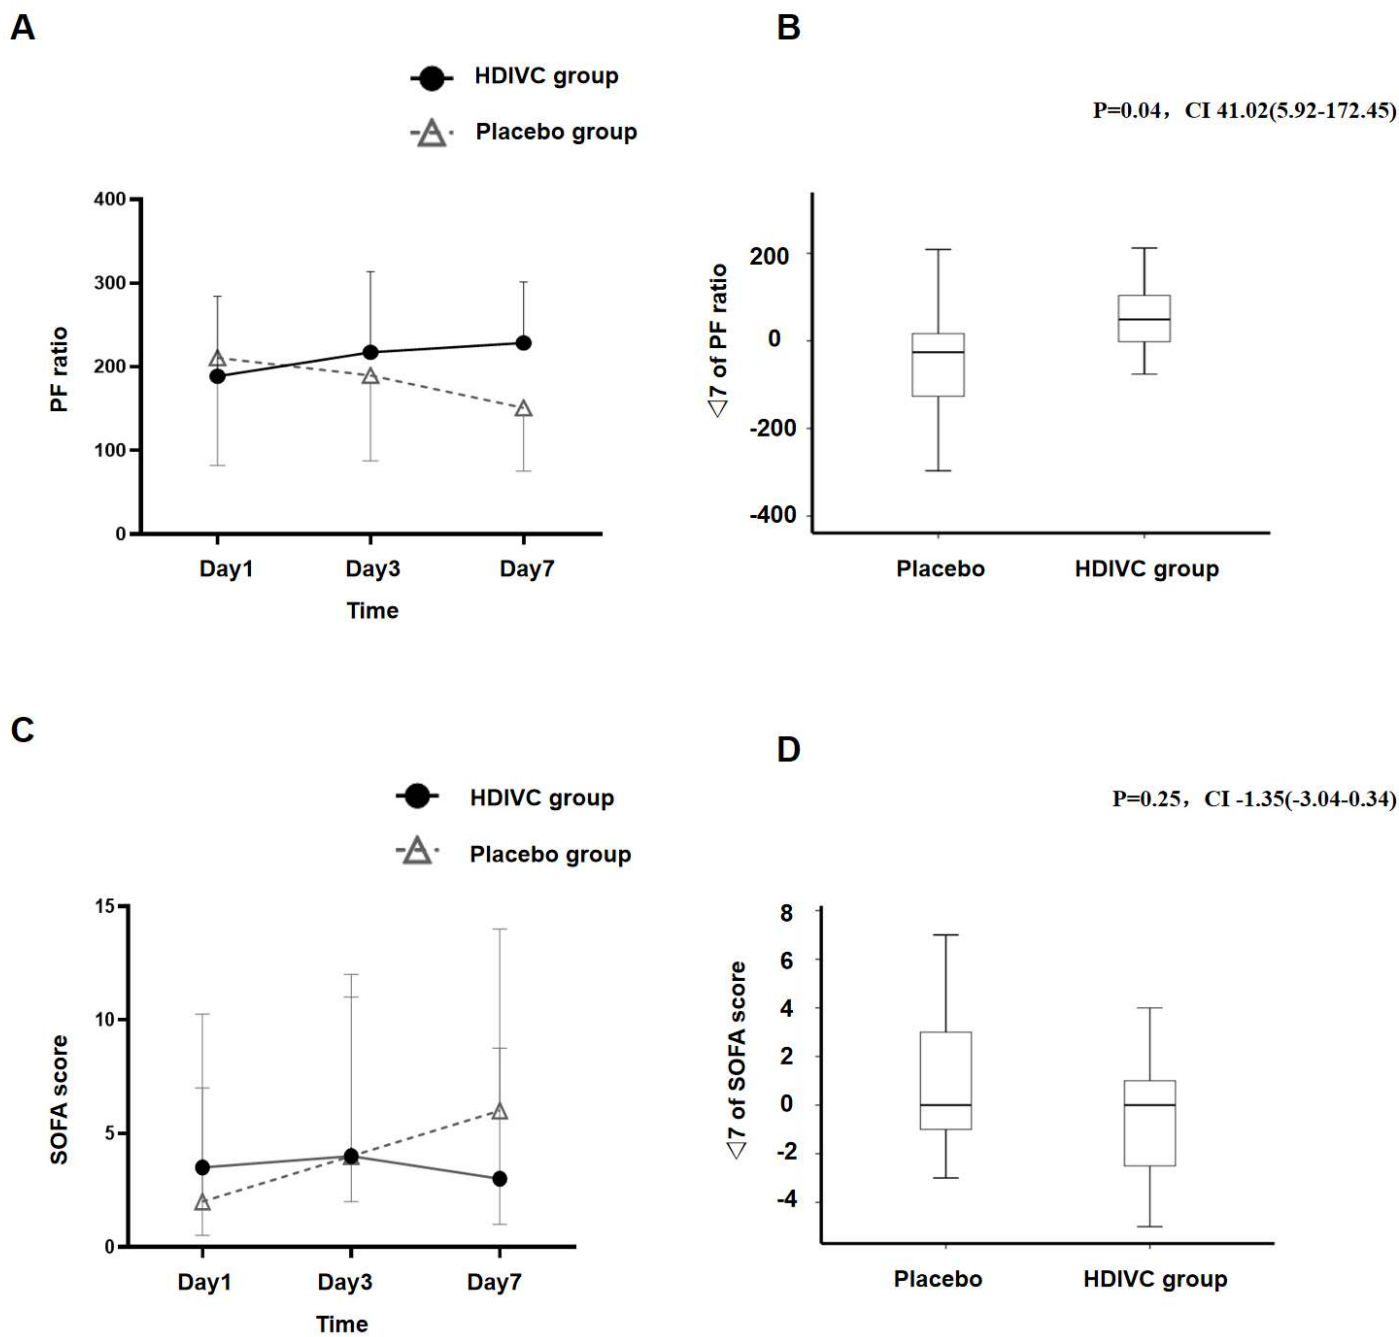 A
HDIVC group
Placebo group
400
300
200
100
0
PF ratio
Day1 Day3 Day7
Time
B
P=0.04，CI 41.02(5.92-172.45)
200
0
-200
-400
▽7 of PF ratio
Placebo HDIVC group
C
HDIVC group
Placebo group
15
10
5
0
SOFA score
Day1 Day3 Day7
Time
D
P=0.25，CI -1.35(-3.04-0.34)
8
6
4
2
0
-2
-4
▽7 of SOFA score
Placebo HDIVC group